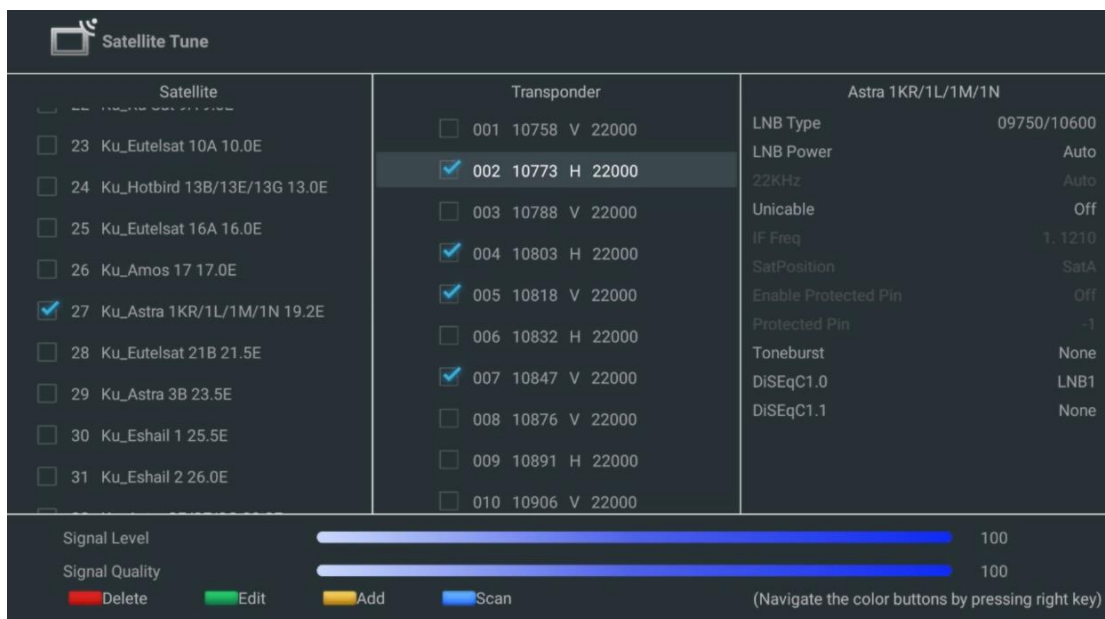 Satellite Tune
Satellite
23 Ku_Eutelsat 10A 10.0E
24 Ku_Hotbird 13B/13E/13G 13.0E
25 Ku_Eutelsat 16A 16.0E
26 Ku_Amos 17 17.0E
27 Ku_Astra 1KR/1L/1M/1N 19.2E
28 Ku_Eutelsat 21B 21.5E
29 Ku_Astra 3B 23.5E
30 Ku_Eshail 1 25.5E
31 Ku_Eshail 2 26.0E
Transponder
001 10758 V 22000
002 10773 H 22000
003 10788 V 22000
004 10803 H 22000
005 10818 V 22000
006 10832 H 22000
007 10847 V 22000
008 10876 V 22000
009 10891 H 22000
010 10906 V 22000
Astra 1KR/1L/1M/1N
LNB Type 09750/10600
LNB Power Auto
22KHz Auto
Unicable Off
IF Freq 1. 1210
SatPosition SatA
Enable Protected Pin Off
Protected Pin -1
Toneburst None
DiSEqC1.0 LNB1
DiSEqC1.1 None
Signal Level 100
Signal Quality 100
Delete Edit Add Scan (Navigate the color buttons by pressing right key)